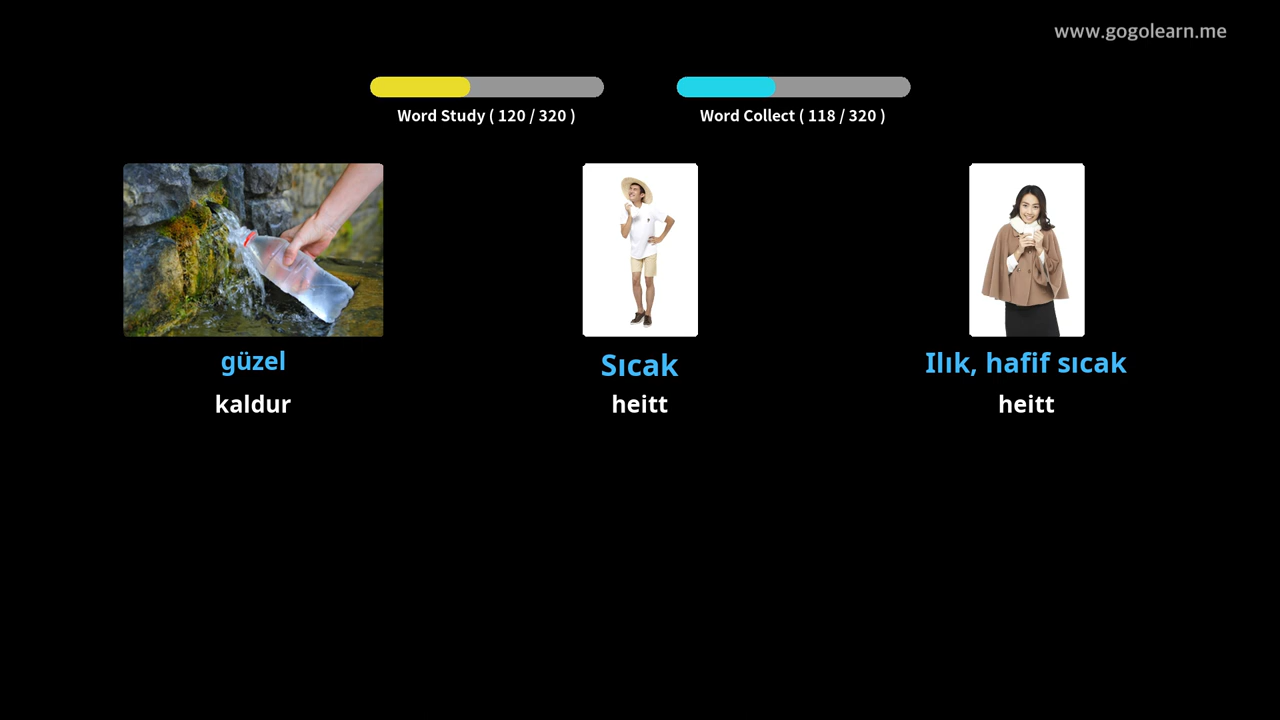 www.gogolearn.me
Word Study ( 120 / 320 )
Word Collect ( 118 / 320 )
güzel
Sıcak
Ilık, hafif sıcak
kaldur
heitt
heitt